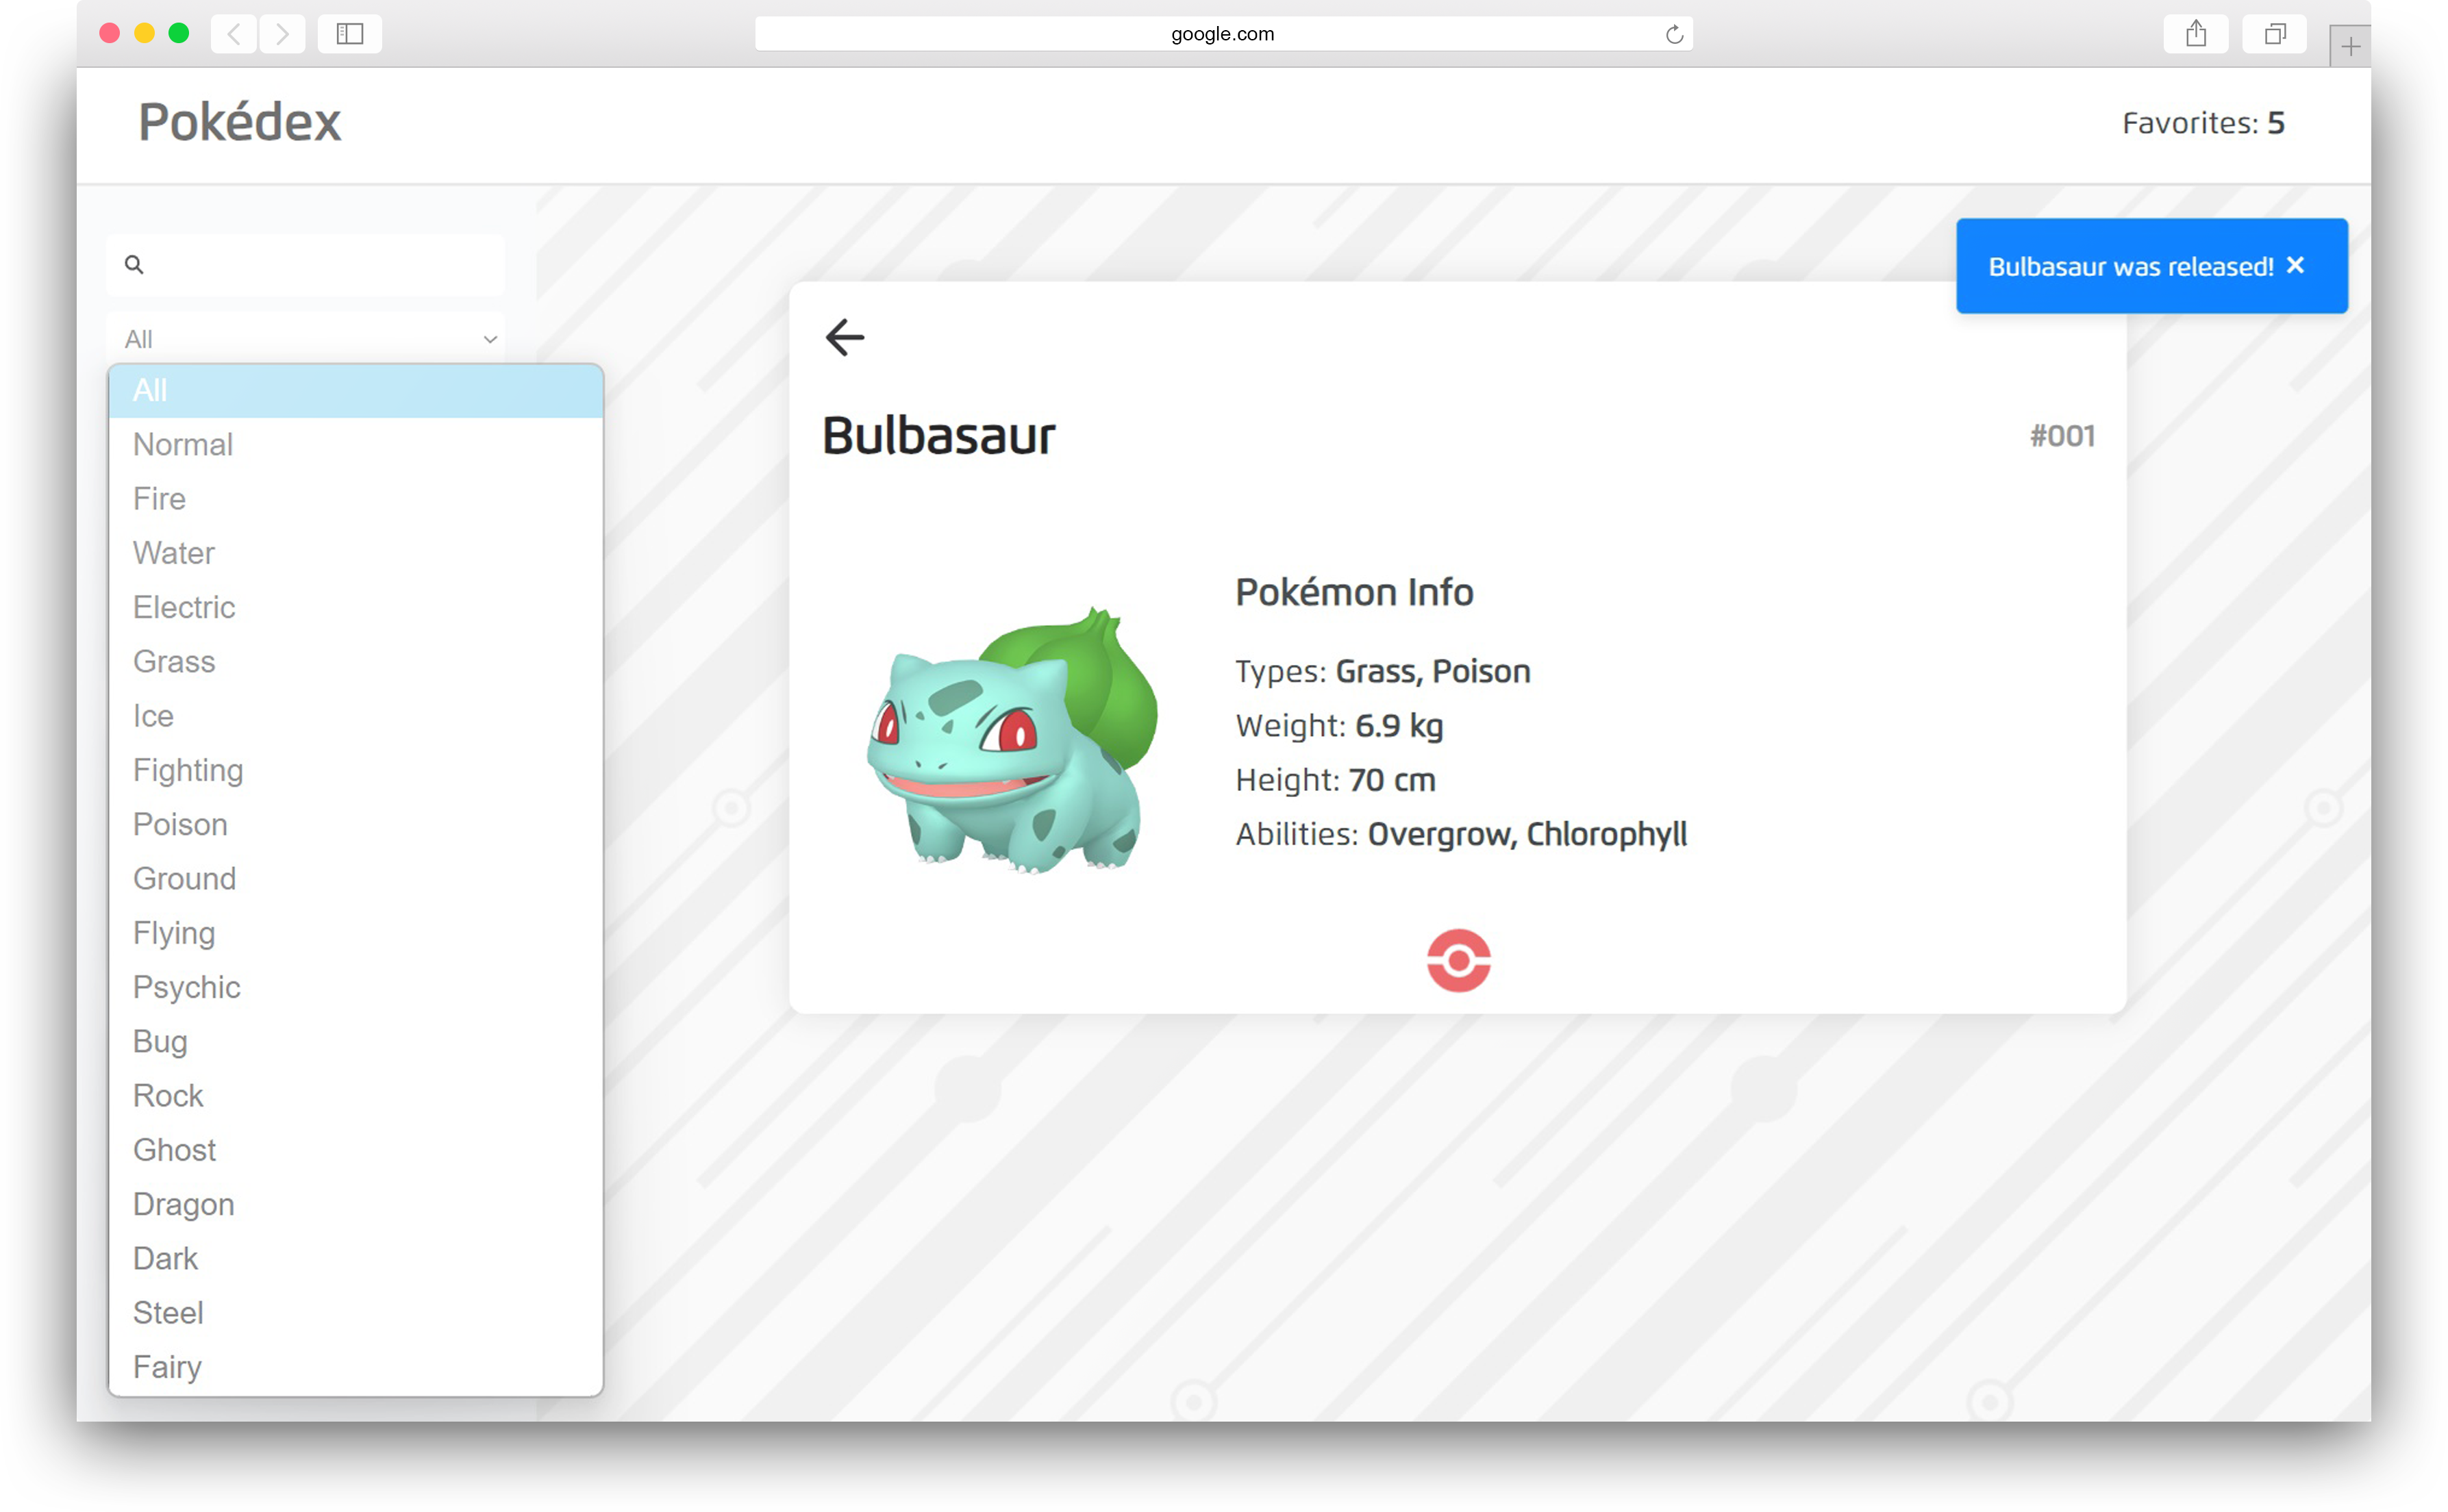 google.com
Pokédex
Favorites: 5
Bulbasaur was released! ×
All
All
Normal
Fire
Water
Electric
Grass
Ice
Fighting
Poison
Ground
Flying
Psychic
Bug
Rock
Ghost
Dragon
Dark
Steel
Fairy
Bulbasaur
#001
Pokémon Info
Types: Grass, Poison
Weight: 6.9 kg
Height: 70 cm
Abilities: Overgrow, Chlorophyll